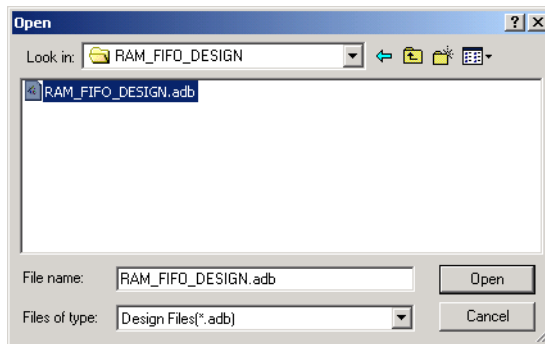 Open
Look in: RAM_FIFO_DESIGN
RAM_FIFO_DESIGN.adb
File name: RAM_FIFO_DESIGN.adb Open
Files of type: Design Files(*.adb) Cancel